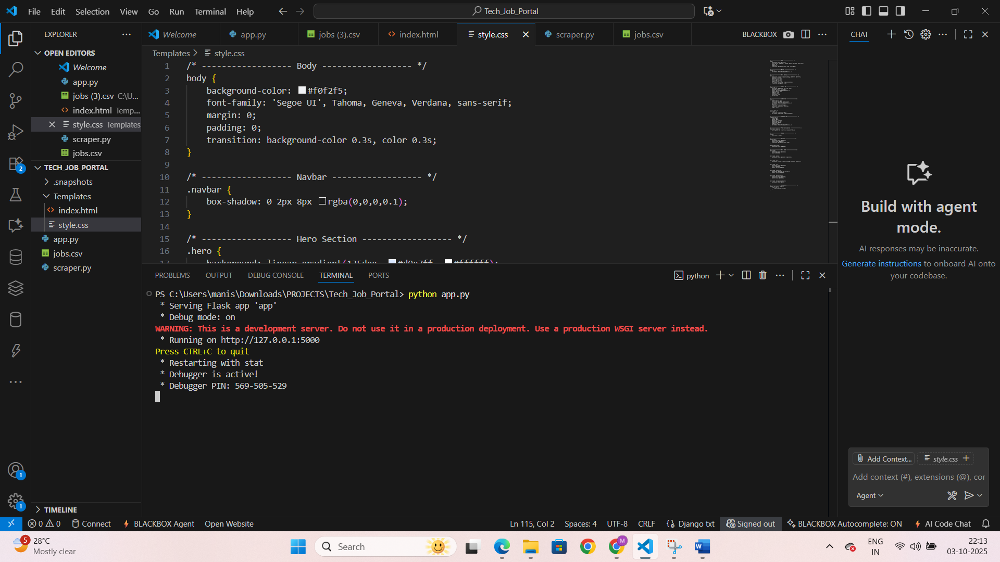 File Edit Selection View Go Run Terminal Help
Tech_Job_Portal
EXPLORER
OPEN EDITORS
Welcome
app.py
jobs (3).csv C:\U...
index.html Temp...
style.css Templates
scraper.py
jobs.csv
TECH_JOB_PORTAL
.snapshots
Templates
index.html
style.css
app.py
jobs.csv
scraper.py
TIMELINE
2
1
1
Welcome app.py jobs (3).csv index.html style.css scraper.py jobs.csv
BLACKBOX
Templates > style.css
1 /* ------------------ Body ------------------ */
2 body {
3 background-color: #f0f2f5;
4 font-family: 'Segoe UI', Tahoma, Geneva, Verdana, sans-serif;
5 margin: 0;
6 padding: 0;
7 transition: background-color 0.3s, color 0.3s;
8 }
9
10 /* ------------------ Navbar ------------------ */
11 .navbar {
12 box-shadow: 0 2px 8px rgba(0,0,0,0.1);
13 }
14
15 /* ------------------ Hero Section ------------------ */
16 .hero {
17 background: linear-gradient(135deg, #d9e7ff, #ffffff);
PROBLEMS OUTPUT DEBUG CONSOLE TERMINAL PORTS
python
PS C:\Users\manis\Downloads\PROJECTS\Tech_Job_Portal> python app.py
* Serving Flask app 'app'
* Debug mode: on
WARNING: This is a development server. Do not use it in a production deployment. Use a production WSGI server instead.
* Running on http://127.0.0.1:5000
Press CTRL+C to quit
* Restarting with stat
* Debugger is active!
* Debugger PIN: 569-505-529
CHAT
Build with agent
mode.
AI responses may be inaccurate.
Generate instructions to onboard AI onto
your codebase.
Add Context... style.css
Add context (#), extensions (@), cor
Agent
0 0 Connect BLACKBOX Agent Open Website
Ln 115, Col 2 Spaces: 4 UTF-8 CRLF Django txt Signed out BLACKBOX Autocomplete: ON AI Code Chat
5
28°C
Mostly clear
Search
M
ENG
IN
22:13
03-10-2025